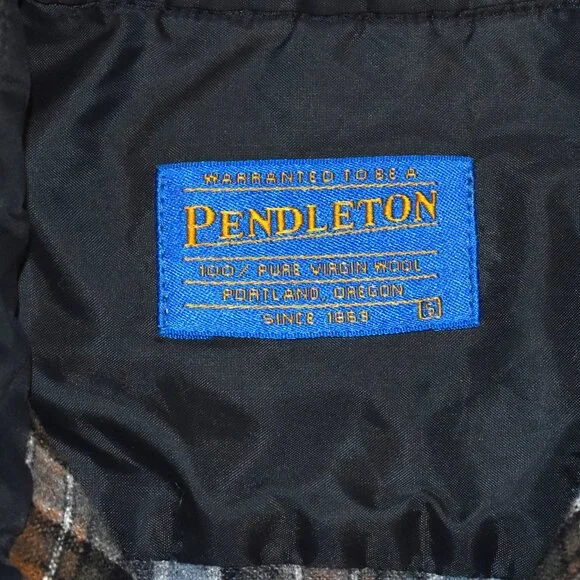 WARRANTED TO BE A
PENDLETON
100% PURE VIRGIN WOOL
PORTLAND, OREGON
SINCE 1863